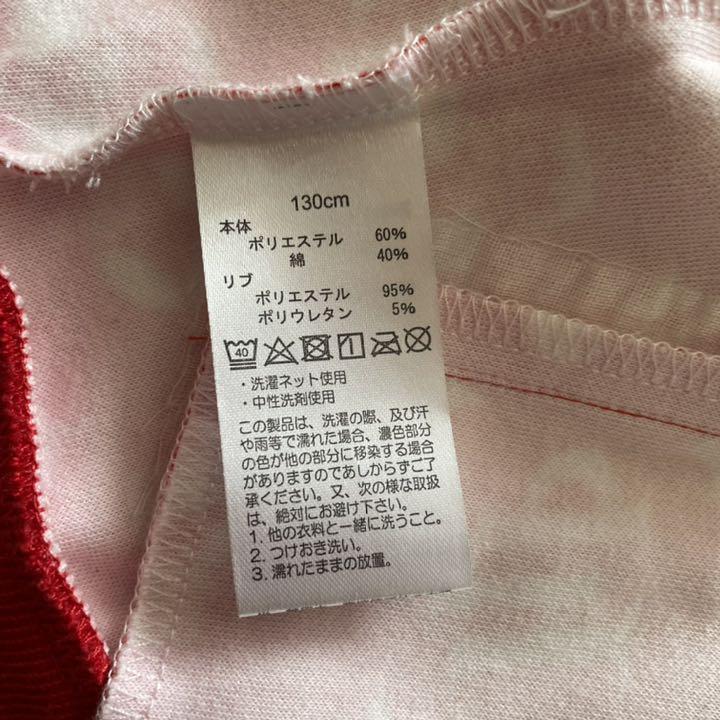 130cm
本体
ポリエステル 60%
綿 40%
リブ
ポリエステル 95%
ポリウレタン 5%
40
・洗濯ネット使用
・中性洗剤使用
この製品は、洗濯の際、及び汗
や雨等で濡れた場合、濃色部分
の色が他の部分に移染する場合
がありますのであしからずご了
承ください。又、次の様な取扱
は、絶対にお避け下さい。
1. 他の衣料と一緒に洗うこと。
2. つけおき洗い。
3. 濡れたままの放置。